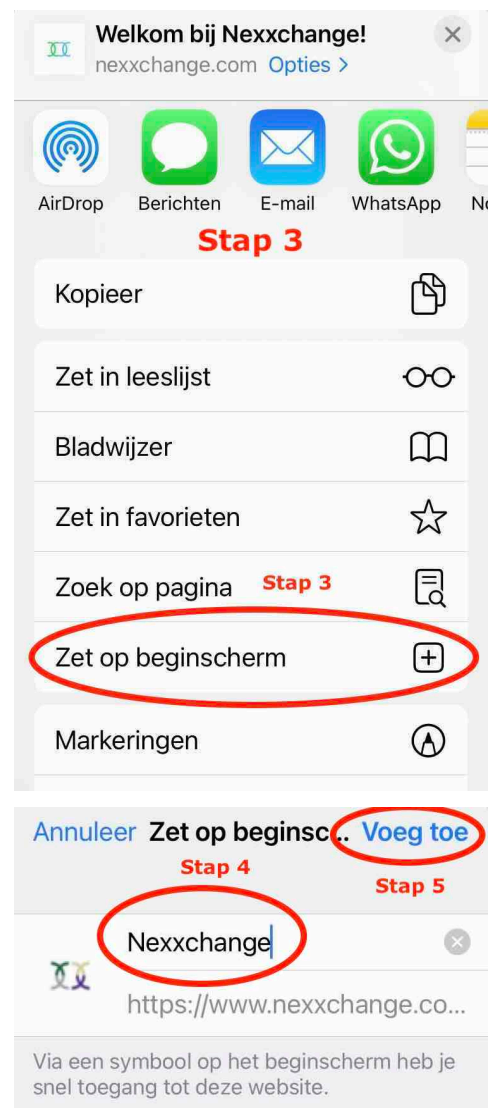 Welkom bij Nexxchange!
nexxchange.com Opties >
AirDrop Berichten E-mail WhatsApp
Stap 3
Kopieer
Zet in leeslijst
Bladwijzer
Zet in favorieten
Zoek op pagina Stap 3
Zet op beginscherm
Markeringen
Annuleer Zet op beginsc... Voeg toe
Stap 4
Stap 5
Nexxchange
https://www.nexxchange.co...
Via een symbool op het beginscherm heb je
snel toegang tot deze website.